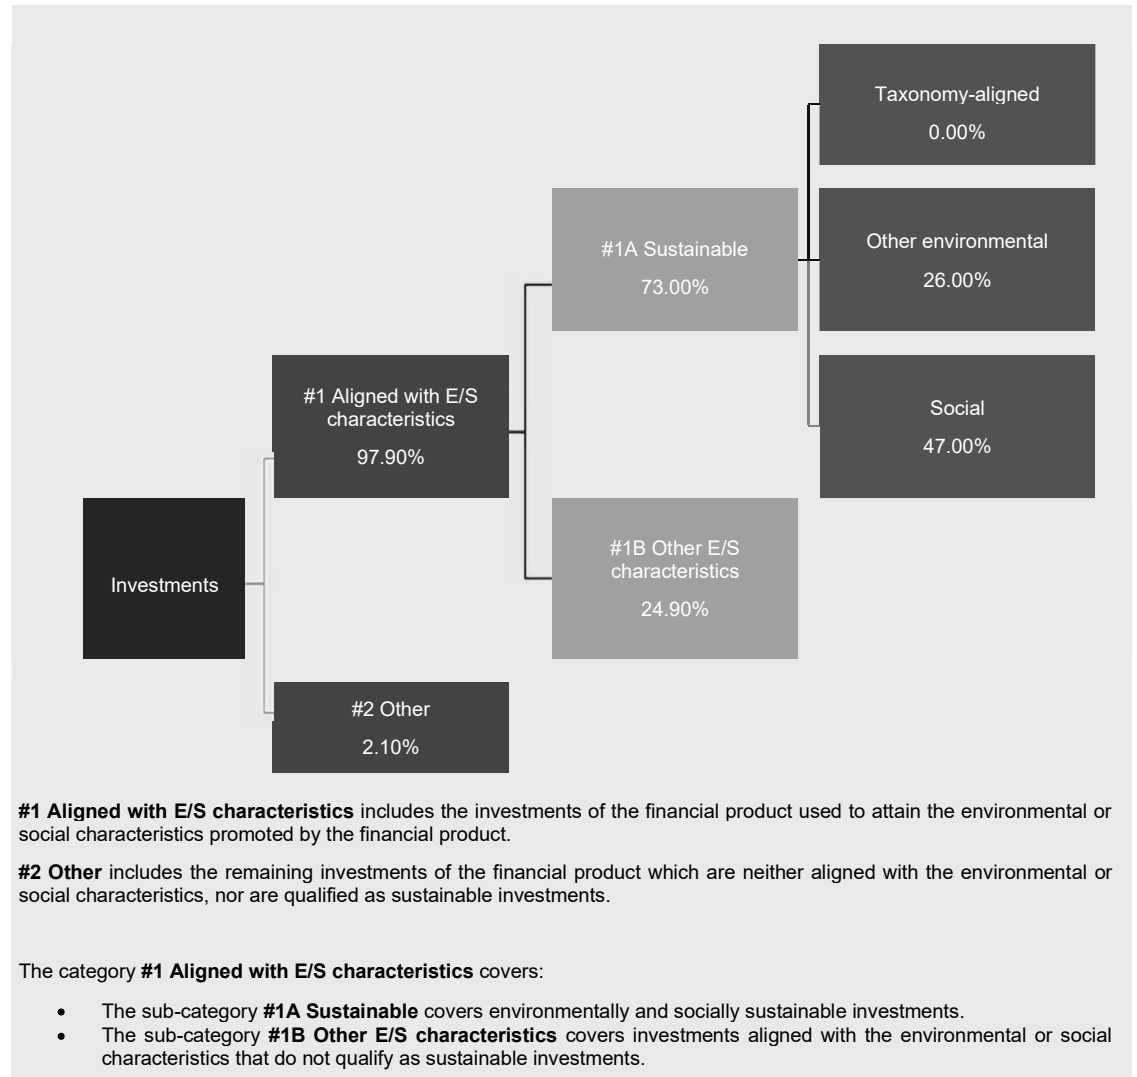 Taxonomy-aligned
0.00%
#1A Sustainable
73.00%
Other environmental
26.00%
#1 Aligned with E/S
characteristics
97.90%
Social
47.00%
Investments
#1B Other E/S
characteristics
24.90%
#2 Other
2.10%
#1 Aligned with E/S characteristics includes the investments of the financial product used to attain the environmental or
social characteristics promoted by the financial product.
#2 Other includes the remaining investments of the financial product which are neither aligned with the environmental or
social characteristics, nor are qualified as sustainable investments.
The category #1 Aligned with E/S characteristics covers:
• The sub-category #1A Sustainable covers environmentally and socially sustainable investments.
• The sub-category #1B Other E/S characteristics covers investments aligned with the environmental or social
characteristics that do not qualify as sustainable investments.